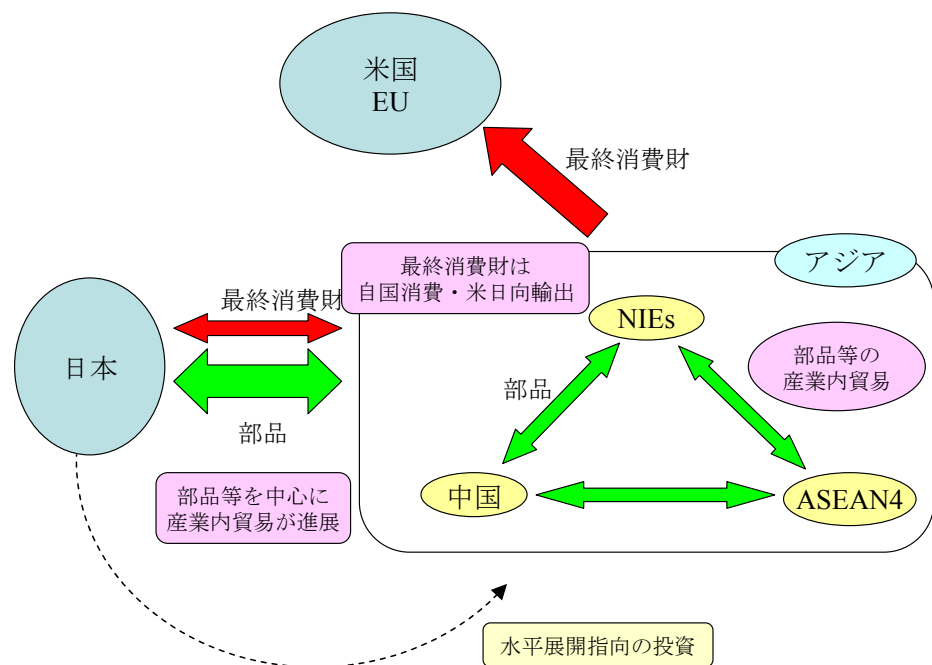 米国
EU
最終消費財
アジア
最終消費財は
自国消費・米日向輸出
最終消費財
NIEs
日本
部品等の
産業内貿易
部品
部品
中国
ASEAN4
部品等を中心に
産業内貿易が進展
水平展開指向の投資